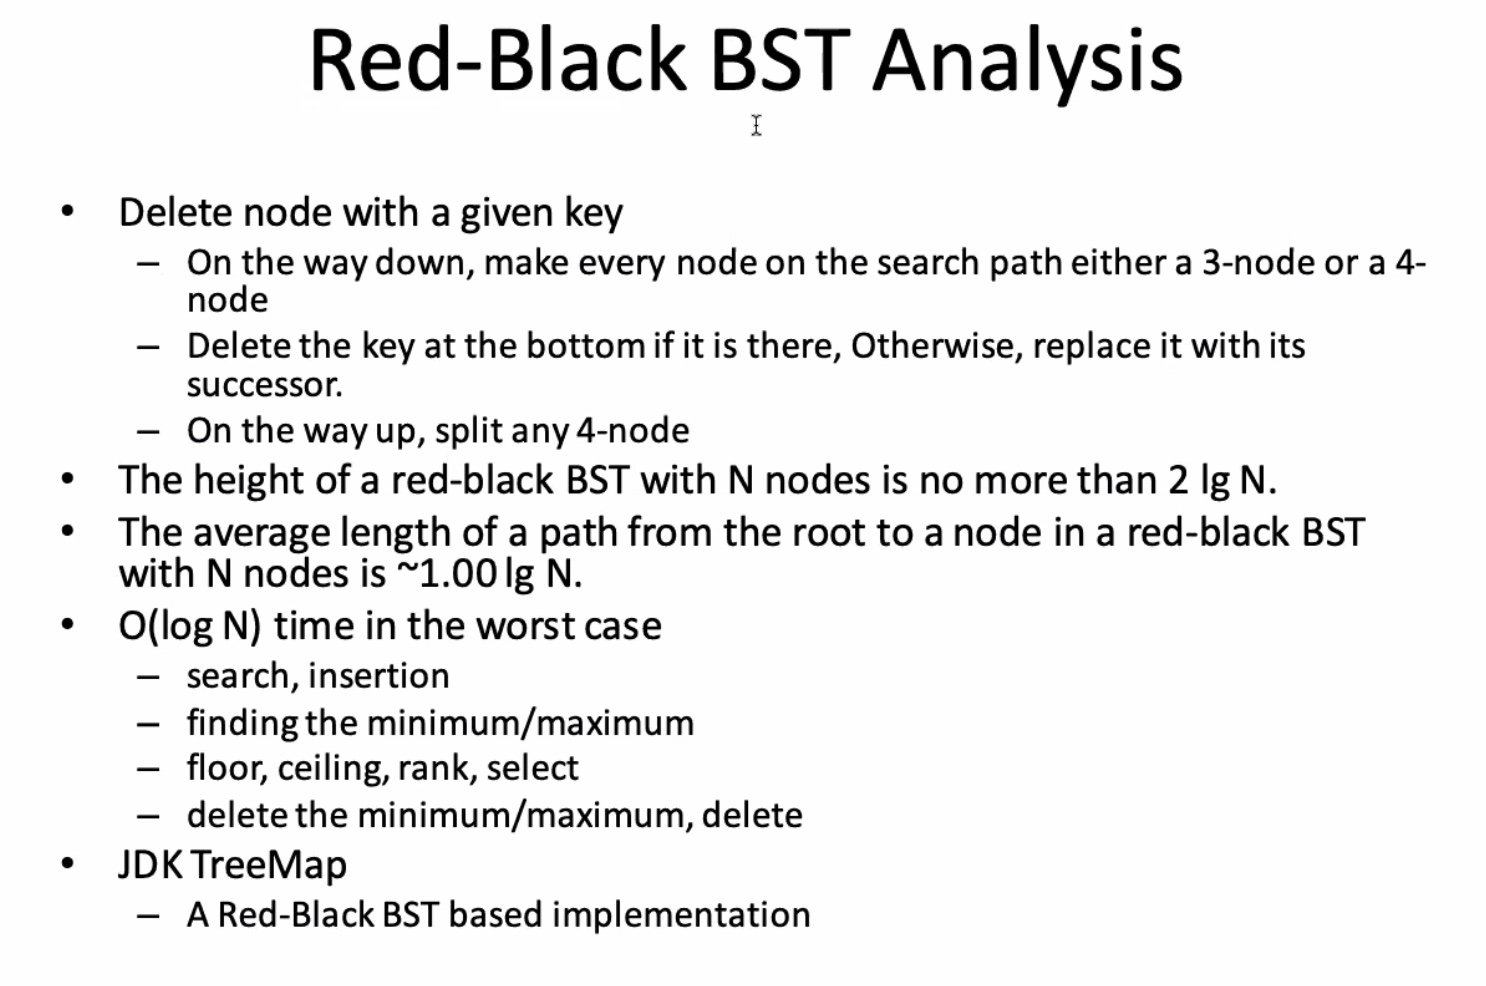 Red-Black BST Analysis
• Delete node with a given key
– On the way down, make every node on the search path either a 3-node or a 4-
node
– Delete the key at the bottom if it is there, Otherwise, replace it with its
successor.
– On the way up, split any 4-node
• The height of a red-black BST with N nodes is no more than 2 lg N.
• The average length of a path from the root to a node in a red-black BST
with N nodes is ~1.00 lg N.
• O(log N) time in the worst case
– search, insertion
– finding the minimum/maximum
– floor, ceiling, rank, select
– delete the minimum/maximum, delete
• JDK TreeMap
– A Red-Black BST based implementation